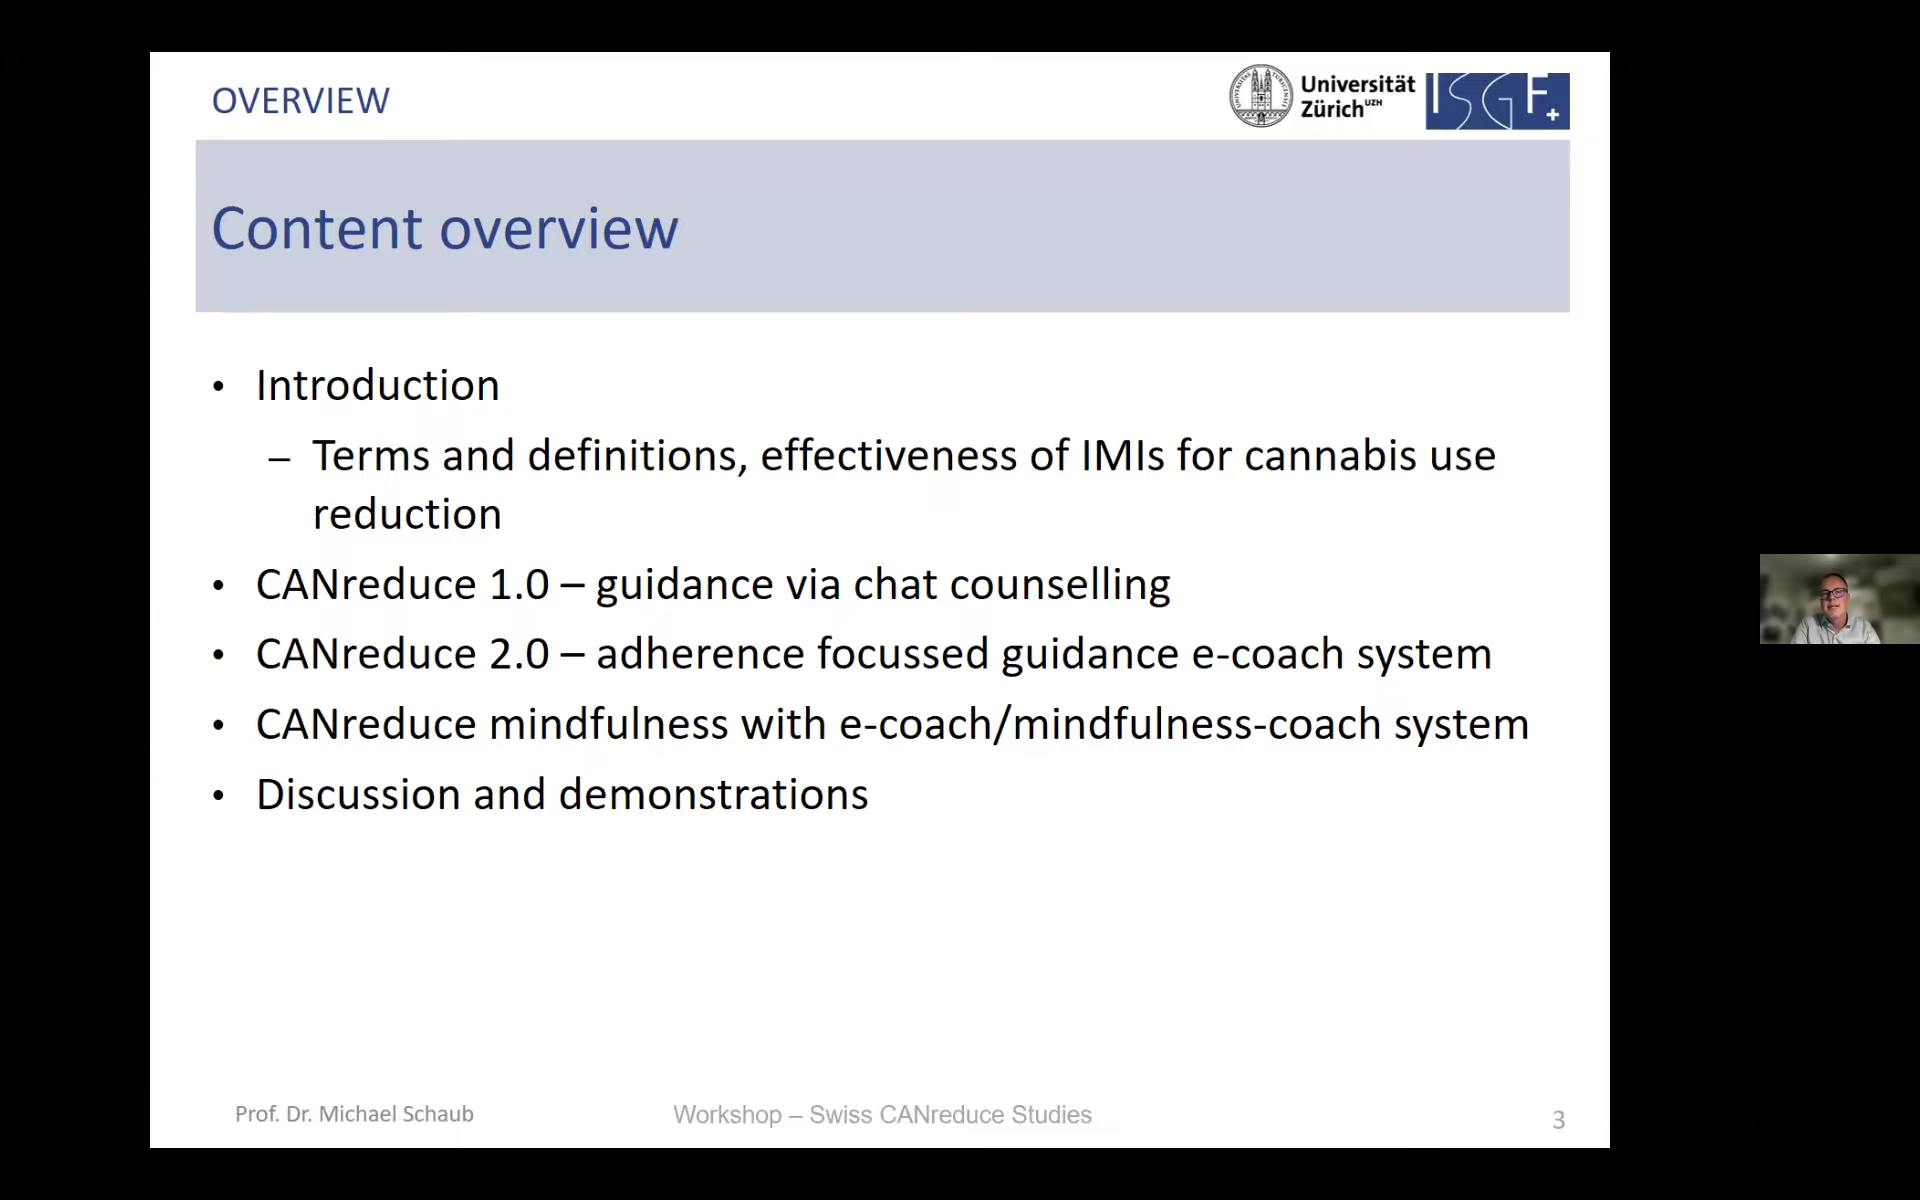 OVERVIEW
Universität
Zürich UZH
ISGF+
Content overview
• Introduction
– Terms and definitions, effectiveness of IMIs for cannabis use
reduction
• CANreduce 1.0 – guidance via chat counselling
• CANreduce 2.0 – adherence focussed guidance e-coach system
• CANreduce mindfulness with e-coach/mindfulness-coach system
• Discussion and demonstrations
Prof. Dr. Michael Schaub
Workshop – Swiss CANreduce Studies
3